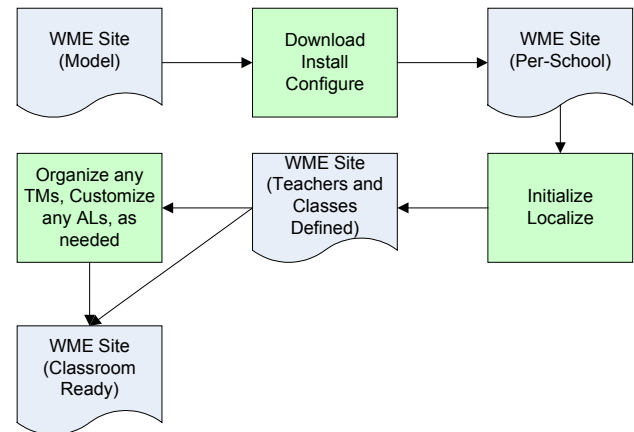 WME Site
(Model)
Download
Install
Configure
WME Site
(Per-School)
Organize any
TMs, Customize
any ALs, as
needed
WME Site
(Teachers and
Classes
Defined)
Initialize
Localize
WME Site
(Classroom
Ready)